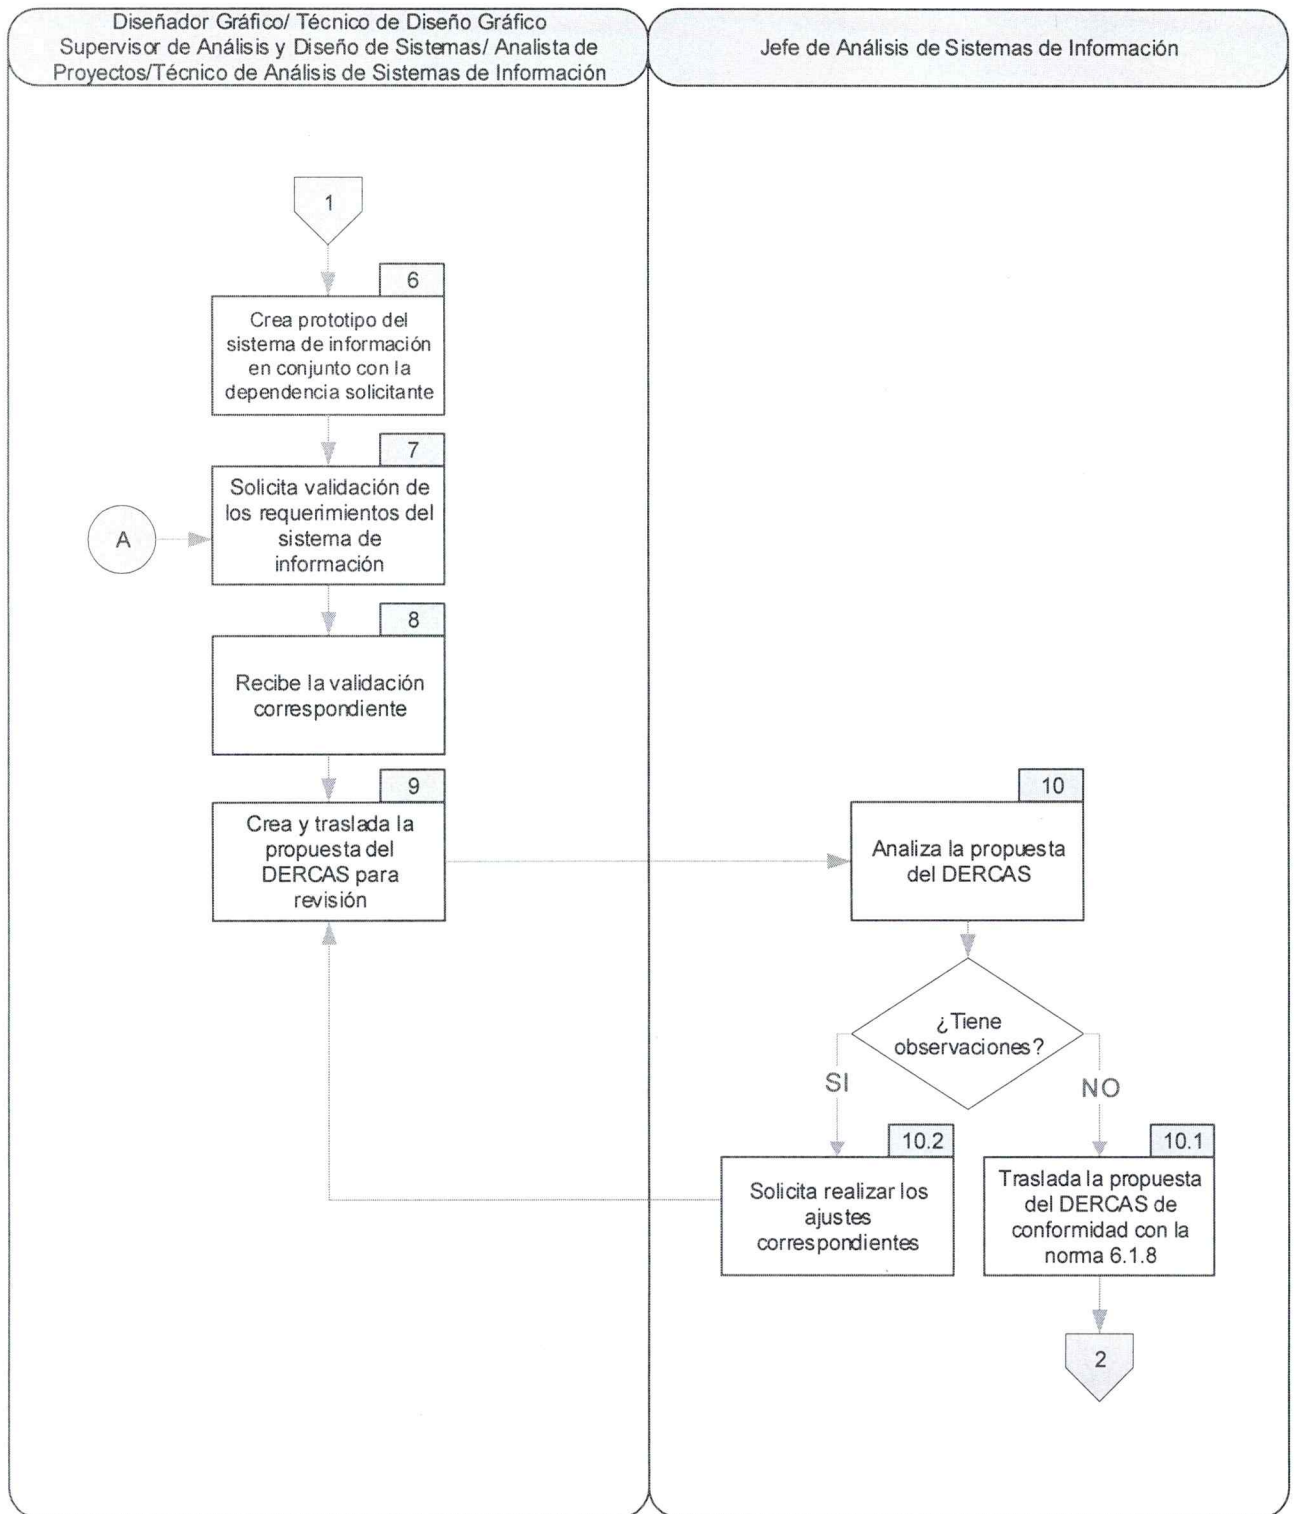 Diseñador Gráfico/ Técnico de Diseño Gráfico
Supervisor de Análisis y Diseño de Sistemas/ Analista de
Proyectos/Técnico de Análisis de Sistemas de Información
Jefe de Análisis de Sistemas de Información
1
6
Crea prototipo del
sistema de información
en conjunto con la
dependencia solicitante
7
Solicita validación de
los requerimientos del
sistema de
información
A
8
Recibe la validación
correspondiente
9
Crea y traslada la
propuesta del
DERCAS para
revisión
10
Analiza la propuesta
del DERCAS
¿Tiene
observaciones?
SI
NO
10.2
Solicita realizar los
ajustes
correspondientes
10.1
Traslada la propuesta
del DERCAS de
conformidad con la
norma 6.1.8
2